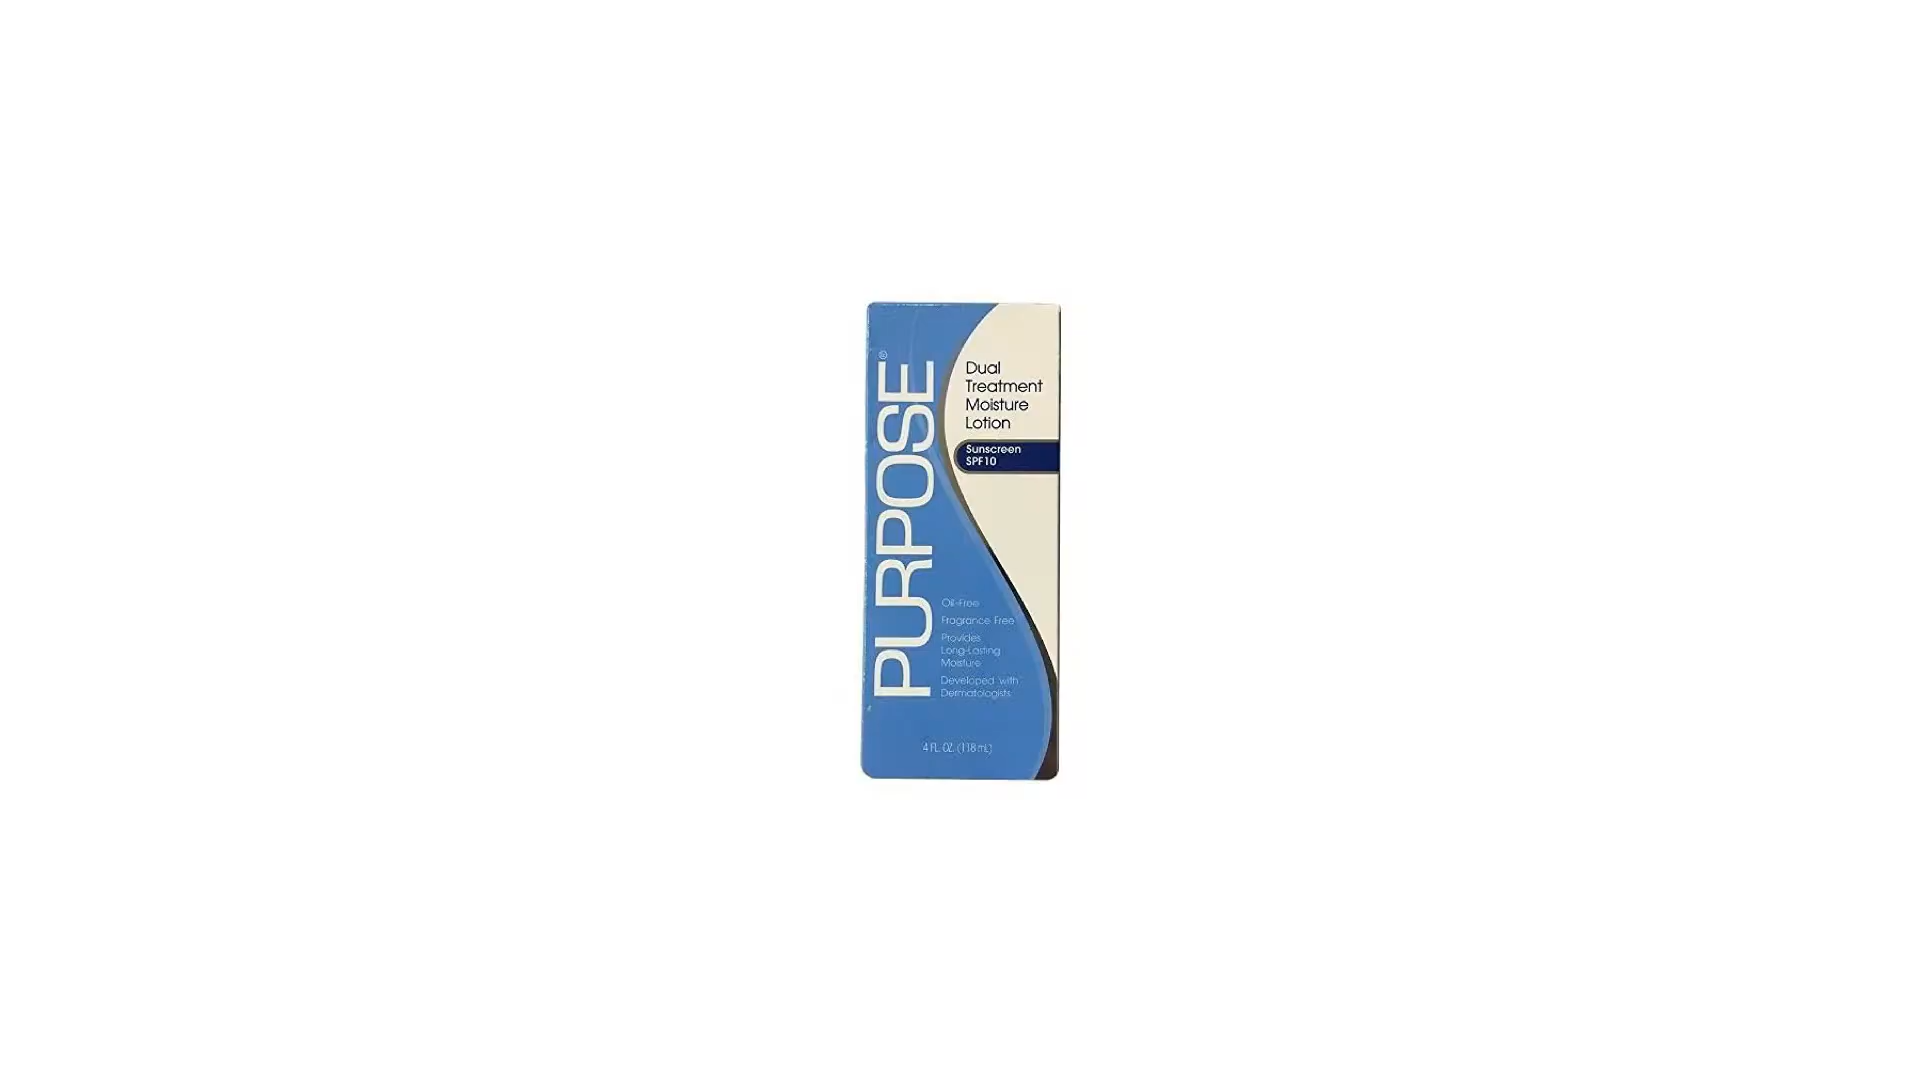 PURPOSE®
Dual
Treatment
Moisture
Lotion
Sunscreen
SPF10
Oil-Free
Fragrance Free
Provides
Long-Lasting
Moisture
Developed with
Dermatologists
4 FL. OZ. (118 mL)